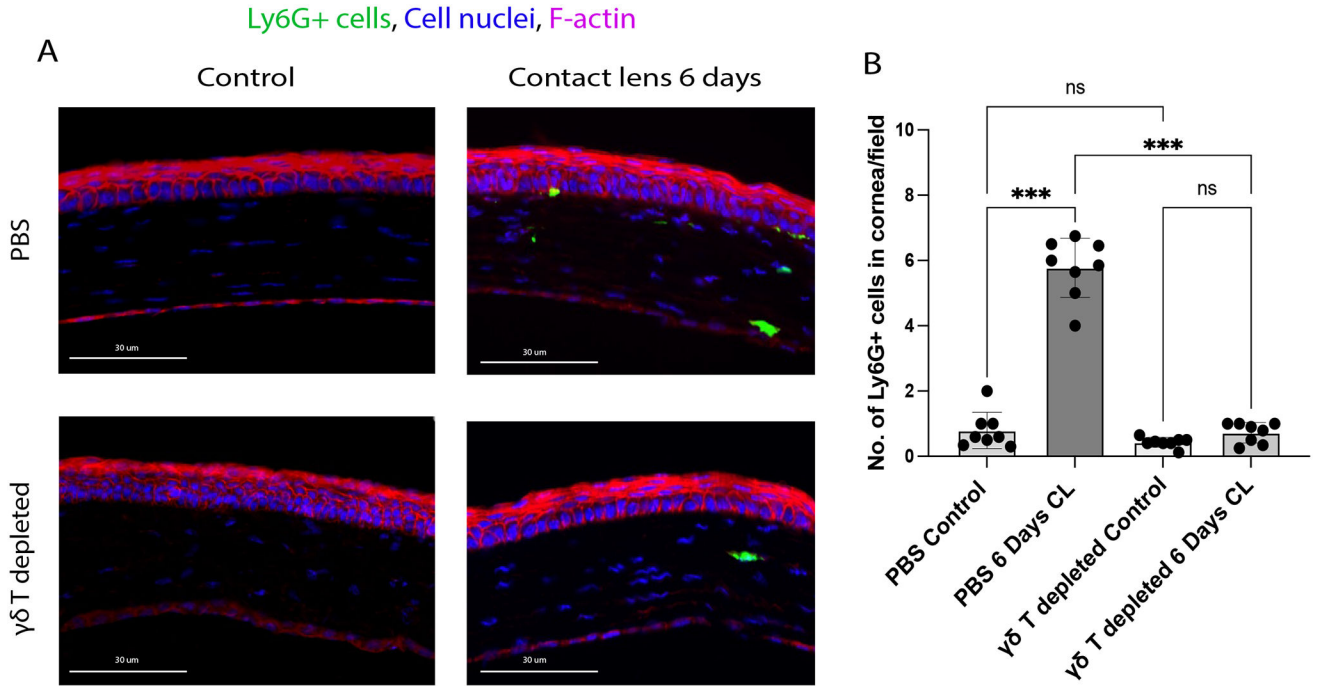 Ly6G+ cells, Cell nuclei, F-actin
A
Control
Contact lens 6 days
PBS
30 um
30 um
γδ T depleted
30 um
30 um
B
No. of Ly6G+ cells in cornea/field
10
8
6
4
2
0
ns
***
***
ns
PBS Control
PBS 6 Days CL
γδ T depleted Control
γδ T depleted 6 Days CL